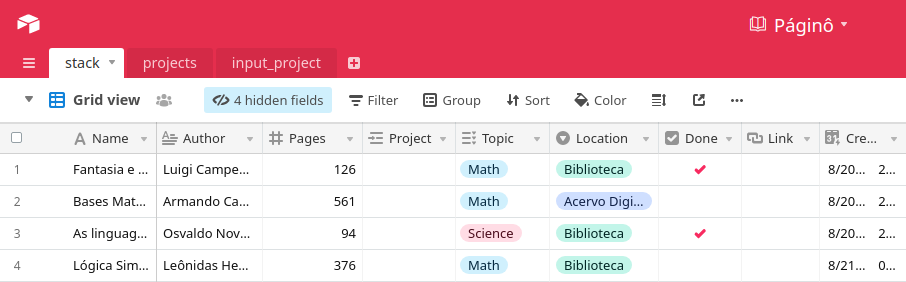 Páginô
stack projects input_project
Grid view 4 hidden fields Filter Group Sort Color
Name Author Pages Project Topic Location Done Link Cre...
1 Fantasia e ... Luigi Campe... 126 Math Biblioteca 8/20... 2...
2 Bases Mat... Armando Ca... 561 Math Acervo Digi... 8/20... 2...
3 As linguag... Osvaldo Nov... 94 Science Biblioteca 8/20... 2...
4 Lógica Sim... Leônidas He... 376 Math Biblioteca 8/21... 0...